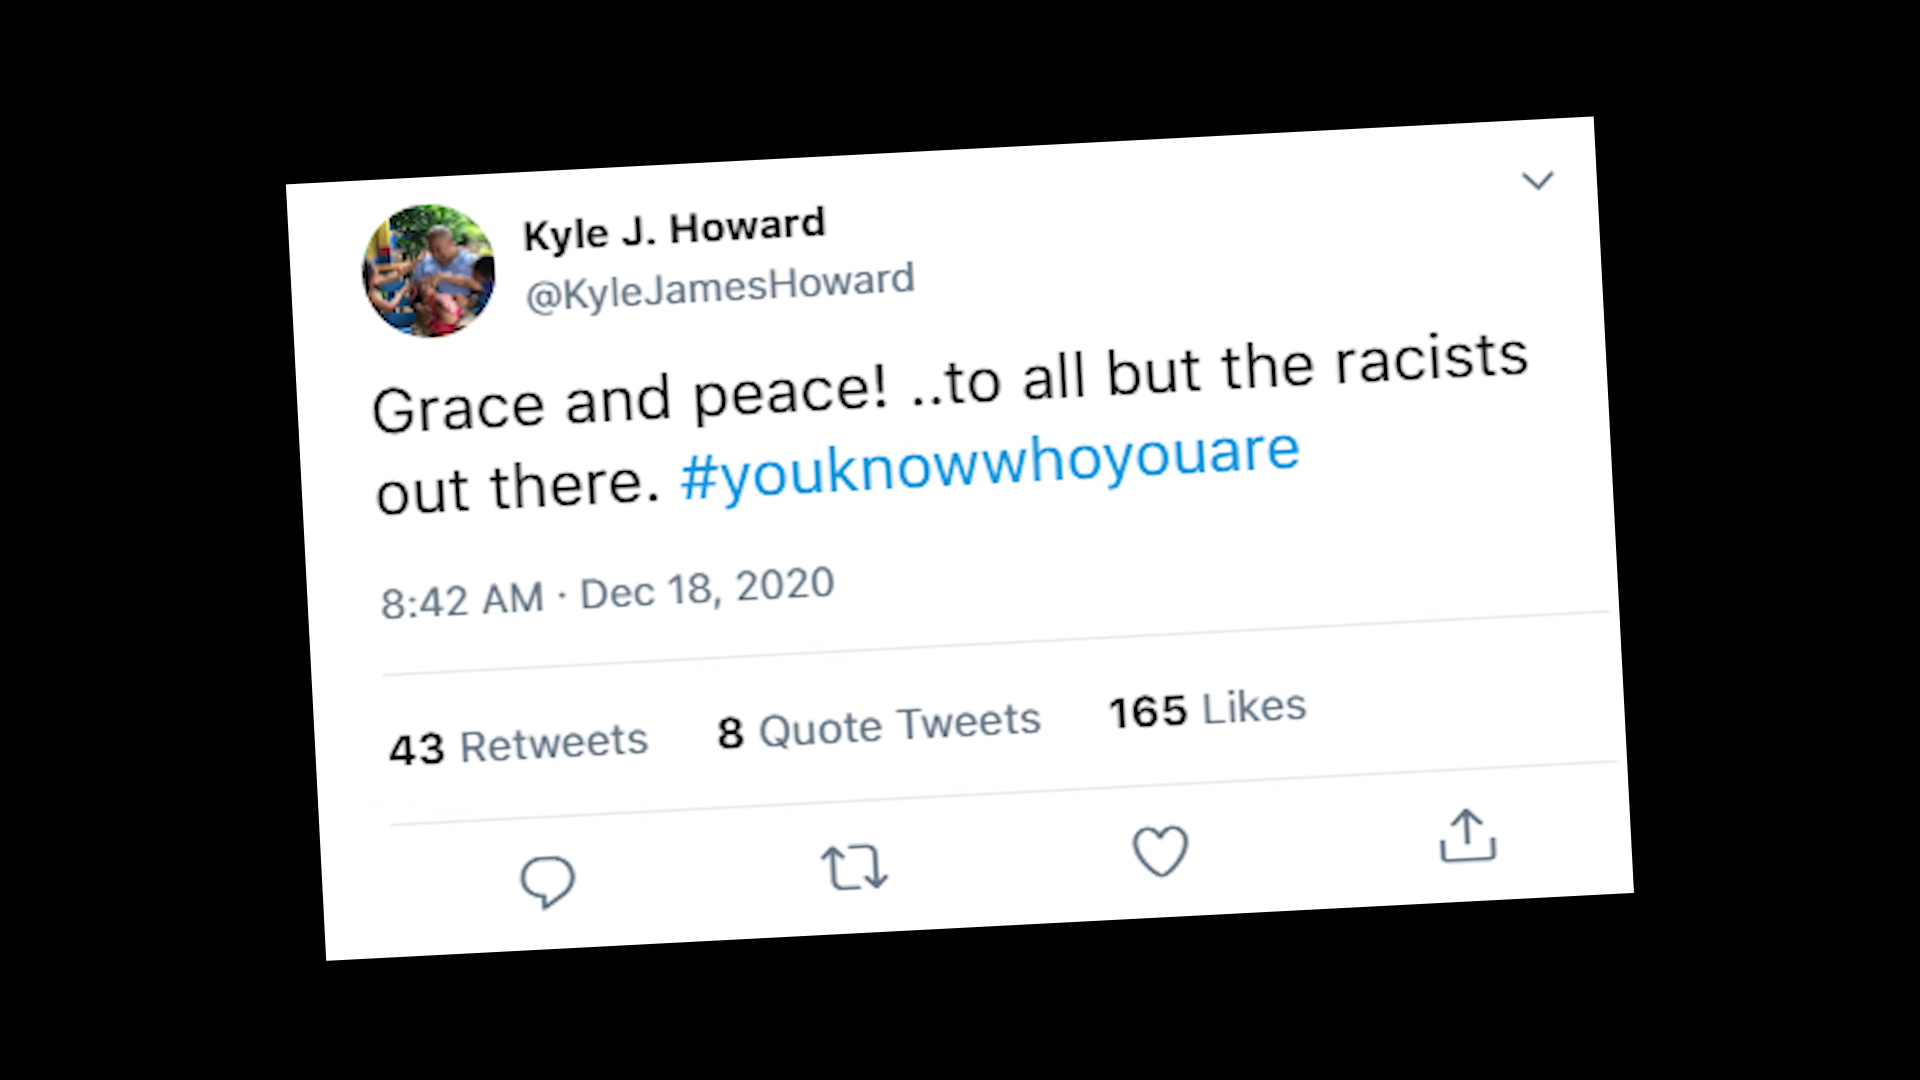 Kyle J. Howard
@KyleJamesHoward
Grace and peace! ..to all but the racists
out there. #youknowwhoyouare
8:42 AM · Dec 18, 2020
43 Retweets 8 Quote Tweets 165 Likes